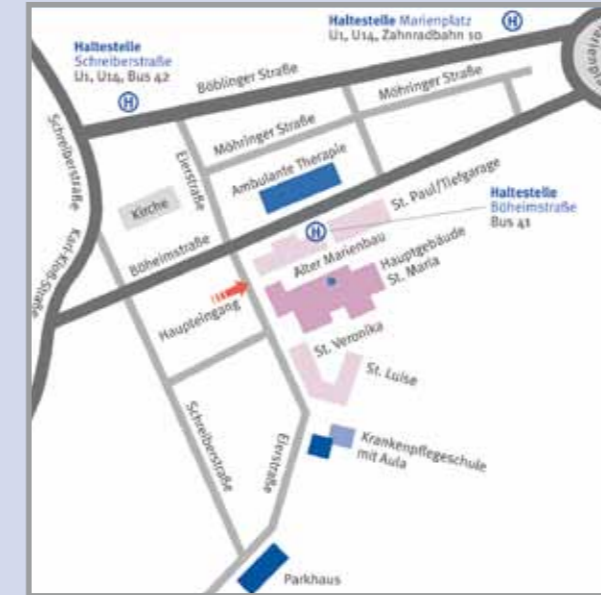 Haltestelle Marienplatz
U1, U14, Zahnradbahn 10
H
Haltestelle
Schreiberstraße
U1, U14, Bus 42
H
Marienplatz
Böblinger Straße
Möhringer Straße
Möhringer Straße
Schreiberstraße
Eierstraße
Ambulante Therapie
Kirche
St. Paul/Tiefgarage
Haltestelle
Böheimstraße
Bus 41
H
Karl-Kloß-Straße
Böheimstraße
Alter Marienbau
Hauptgebäude
St. Maria
Haupteingang
St. Veronika
St. Luise
Schreiberstraße
Eierstraße
Krankenpflegeschule
mit Aula
Parkhaus